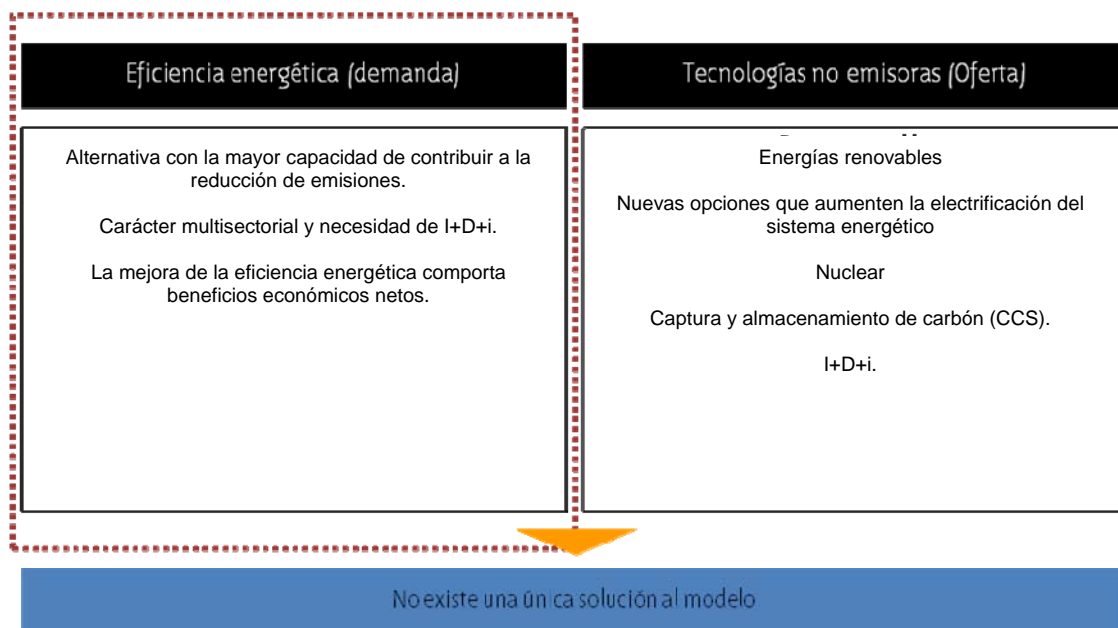 Eficiencia energética (demanda)
Tecnologías no emisoras (Oferta)
Alternativa con la mayor capacidad de contribuir a la
reducción de emisiones.
Carácter multisectorial y necesidad de I+D+i.
La mejora de la eficiencia energética comporta
beneficios económicos netos.
Energías renovables
Nuevas opciones que aumenten la electrificación del
sistema energético
Nuclear
Captura y almacenamiento de carbón (CCS).
I+D+i.
No existe una única solución al modelo